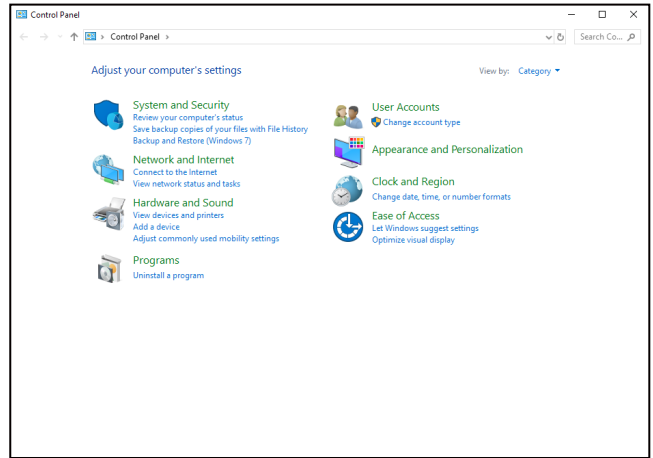 Control Panel
Control Panel
Search Co...
Adjust your computer's settings
View by: Category
System and Security
Review your computer's status
Save backup copies of your files with File History
Backup and Restore (Windows 7)
Network and Internet
Connect to the Internet
View network status and tasks
Hardware and Sound
View devices and printers
Add a device
Adjust commonly used mobility settings
Programs
Uninstall a program
User Accounts
Change account type
Appearance and Personalization
Clock and Region
Change date, time, or number formats
Ease of Access
Let Windows suggest settings
Optimize visual display